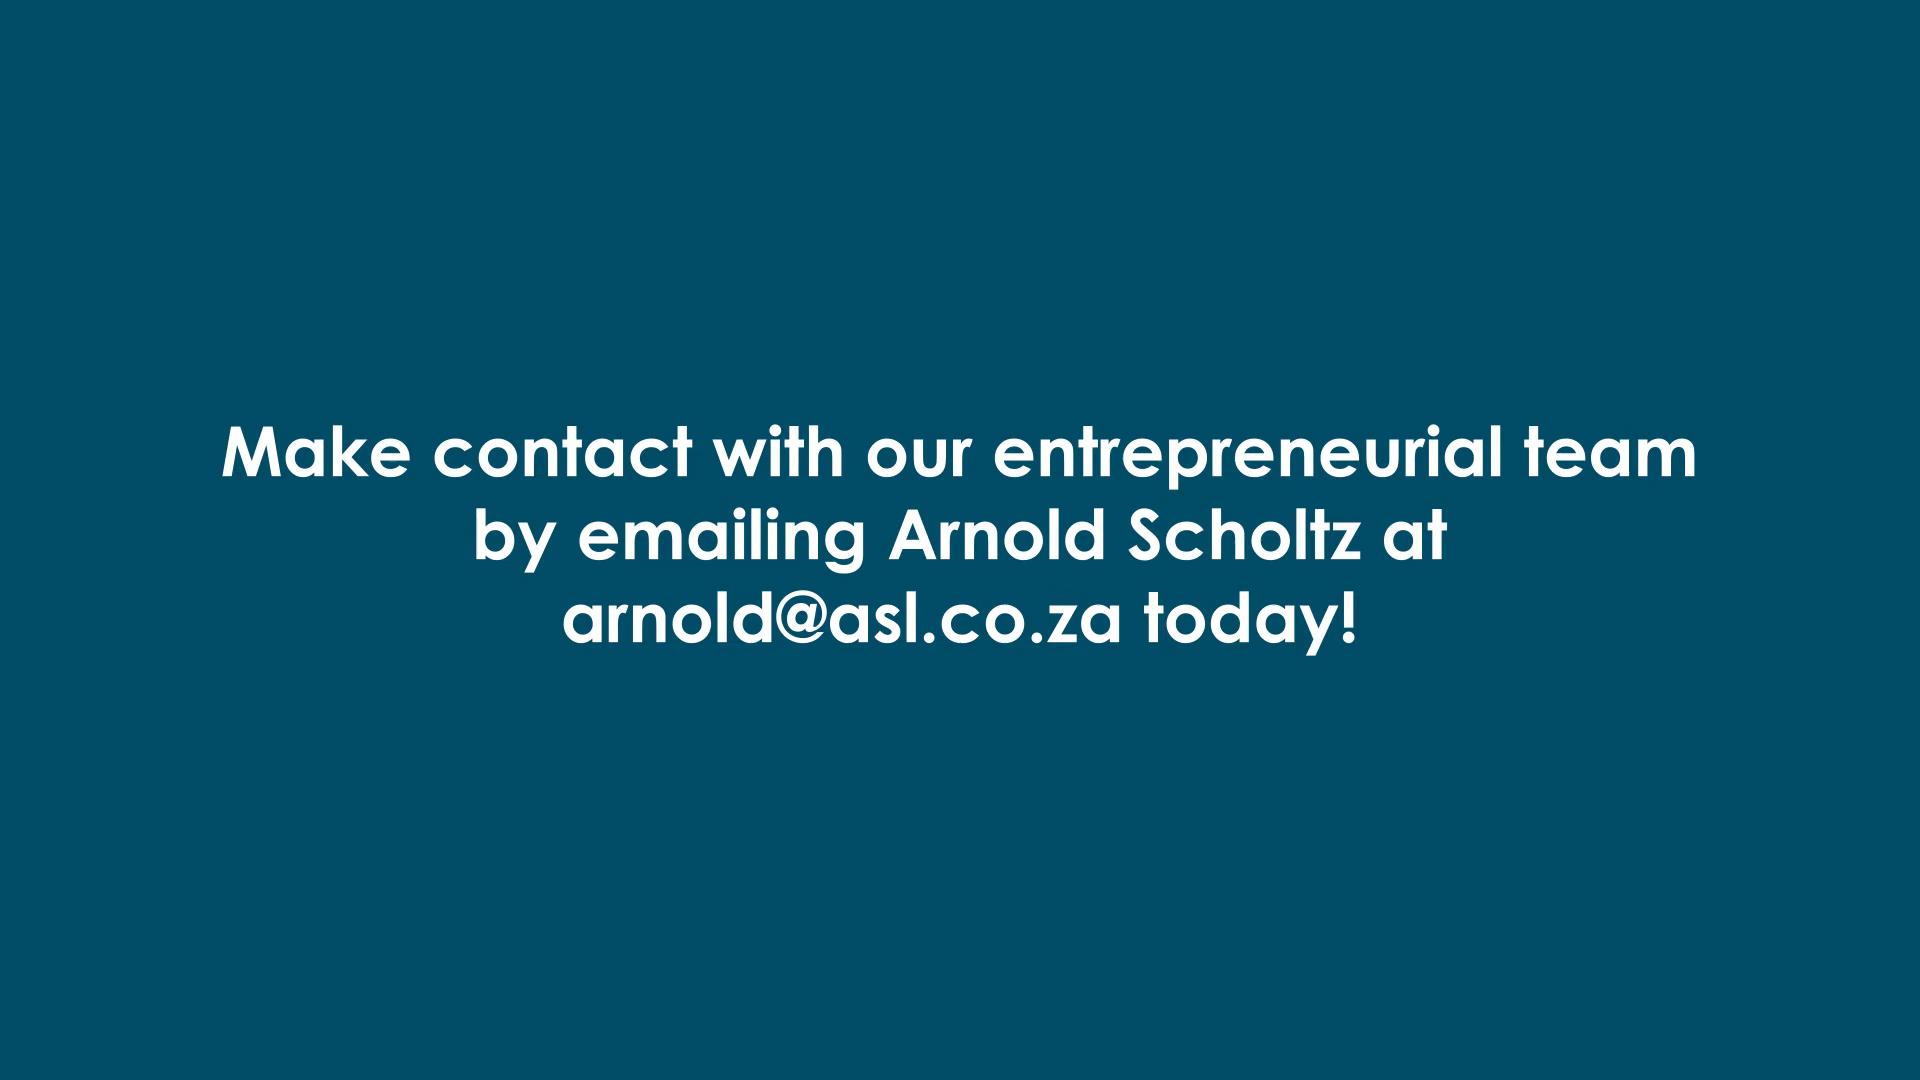 Make contact with our entrepreneurial team
by emailing Arnold Scholtz at
arnold@asl.co.za today!